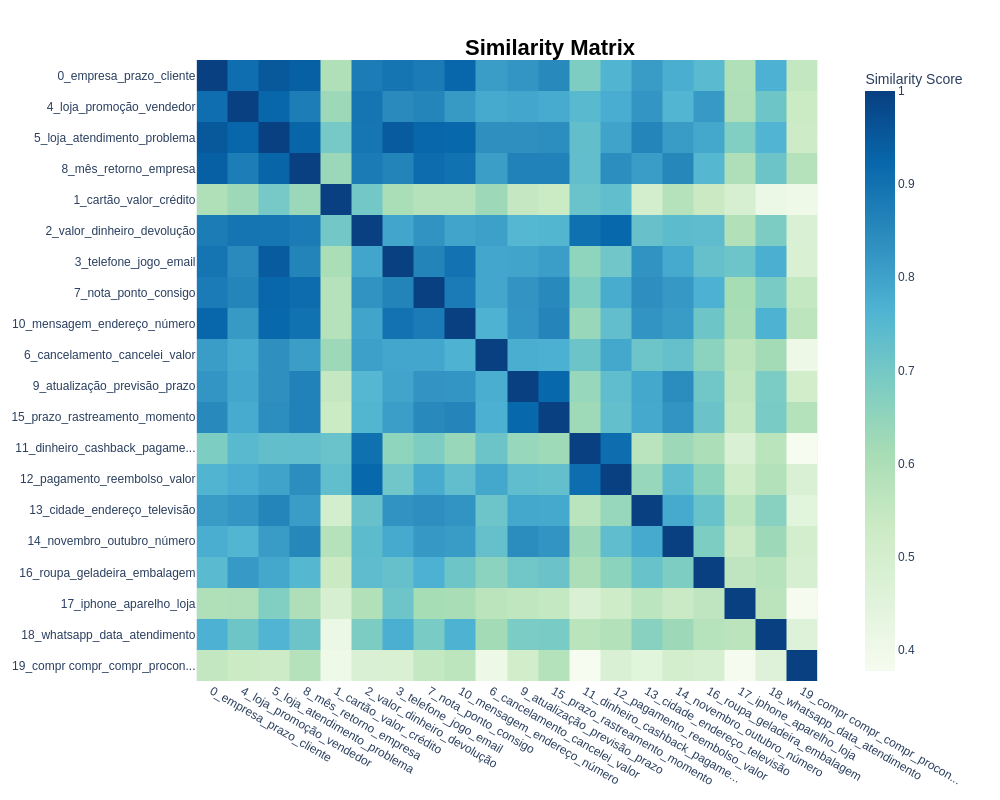 Similarity Matrix
Similarity Score
0_empresa_prazo_cliente
4_loja_promoção_vendedor
5_loja_atendimento_problema
8_mês_retorno_empresa
1_cartão_valor_crédito
2_valor_dinheiro_devolução
3_telefone_jogo_email
7_nota_ponto_consigo
10_mensagem_endereço_número
6_cancelamento_cancelei_valor
9_atualização_previsão_prazo
15_prazo_rastreamento_momento
11_dinheiro_cashback_pagame...
12_pagamento_reembolso_valor
13_cidade_endereço_televisão
14_novembro_outubro_número
16_roupa_geladeira_embalagem
17_iphone_aparelho_loja
18_whatsapp_data_atendimento
19_compr compr_compr_procon...
1
0.9
0.8
0.7
0.6
0.5
0.4
0_empresa_prazo_cliente
4_loja_promoção_vendedor
5_loja_atendimento_problema
8_mês_retorno_empresa
1_cartão_valor_crédito
2_valor_dinheiro_devolução
3_telefone_jogo_email
7_nota_ponto_consigo
10_mensagem_endereço_número
6_cancelamento_cancelei_valor
9_atualização_previsão_prazo
15_prazo_rastreamento_momento
11_dinheiro_cashback_pagame...
12_pagamento_reembolso_valor
13_cidade_endereço_televisão
14_novembro_outubro_número
16_roupa_geladeira_embalagem
17_iphone_aparelho_loja
18_whatsapp_data_atendimento
19_compr compr_compr_procon...